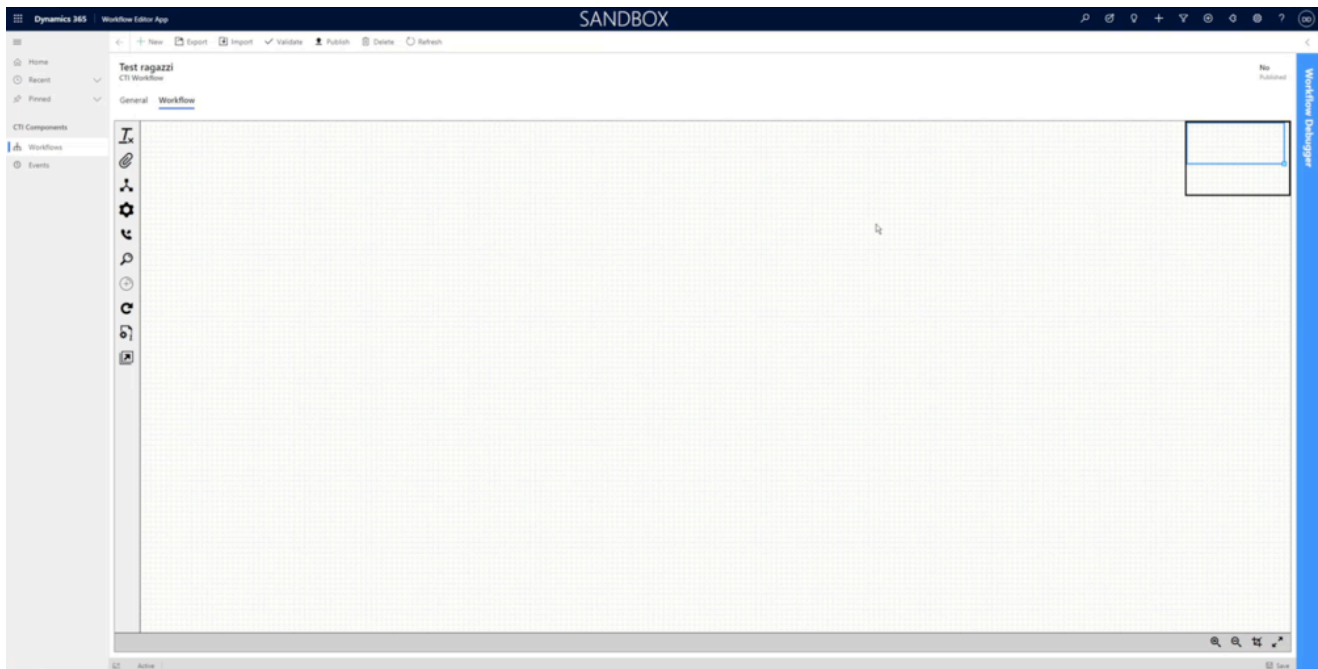 Dynamics 365 Workflow Editor App SANDBOX ? DD
New Export Import Validate Publish Delete Refresh
Home
Recent
Pinned
CTI Components
Workflows
Events
Test ragazzi
CTI Workflow
No
Published
General Workflow
Workflow Debugger
Active
Save